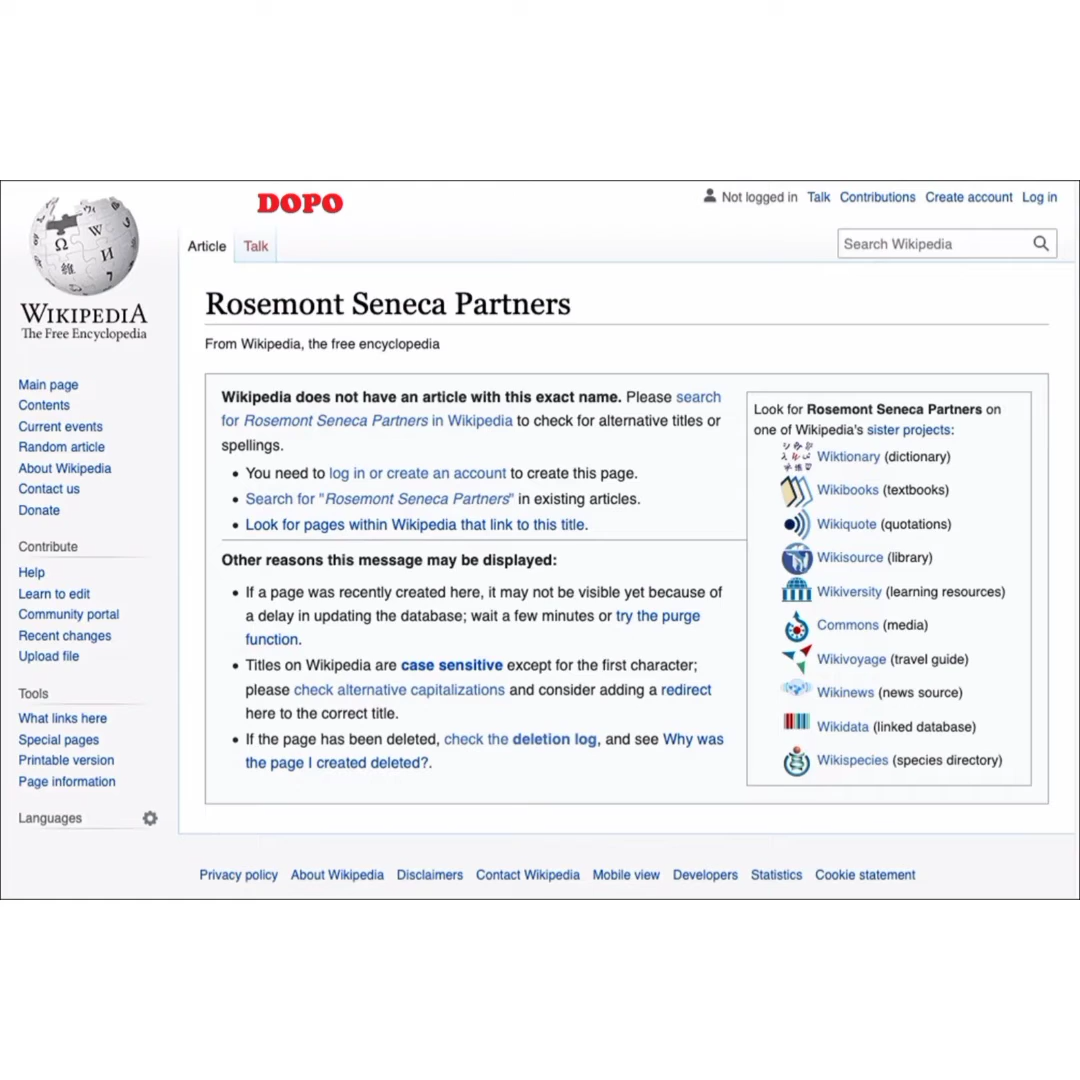 DOPO
Not logged in Talk Contributions Create account Log in
Article Talk
Search Wikipedia
WIKIPEDIA
The Free Encyclopedia
Main page
Contents
Current events
Random article
About Wikipedia
Contact us
Donate
Contribute
Help
Learn to edit
Community portal
Recent changes
Upload file
Tools
What links here
Special pages
Printable version
Page information
Languages
Rosemont Seneca Partners
From Wikipedia, the free encyclopedia
Wikipedia does not have an article with this exact name. Please search
for Rosemont Seneca Partners in Wikipedia to check for alternative titles or
spellings.
• You need to log in or create an account to create this page.
• Search for "Rosemont Seneca Partners" in existing articles.
• Look for pages within Wikipedia that link to this title.
Other reasons this message may be displayed:
• If a page was recently created here, it may not be visible yet because of
a delay in updating the database; wait a few minutes or try the purge
function.
• Titles on Wikipedia are case sensitive except for the first character;
please check alternative capitalizations and consider adding a redirect
here to the correct title.
• If the page has been deleted, check the deletion log, and see Why was
the page I created deleted?.
Look for Rosemont Seneca Partners on
one of Wikipedia's sister projects:
Wiktionary (dictionary)
Wikibooks (textbooks)
Wikiquote (quotations)
Wikisource (library)
Wikiversity (learning resources)
Commons (media)
Wikivoyage (travel guide)
Wikinews (news source)
Wikidata (linked database)
Wikispecies (species directory)
Privacy policy About Wikipedia Disclaimers Contact Wikipedia Mobile view Developers Statistics Cookie statement